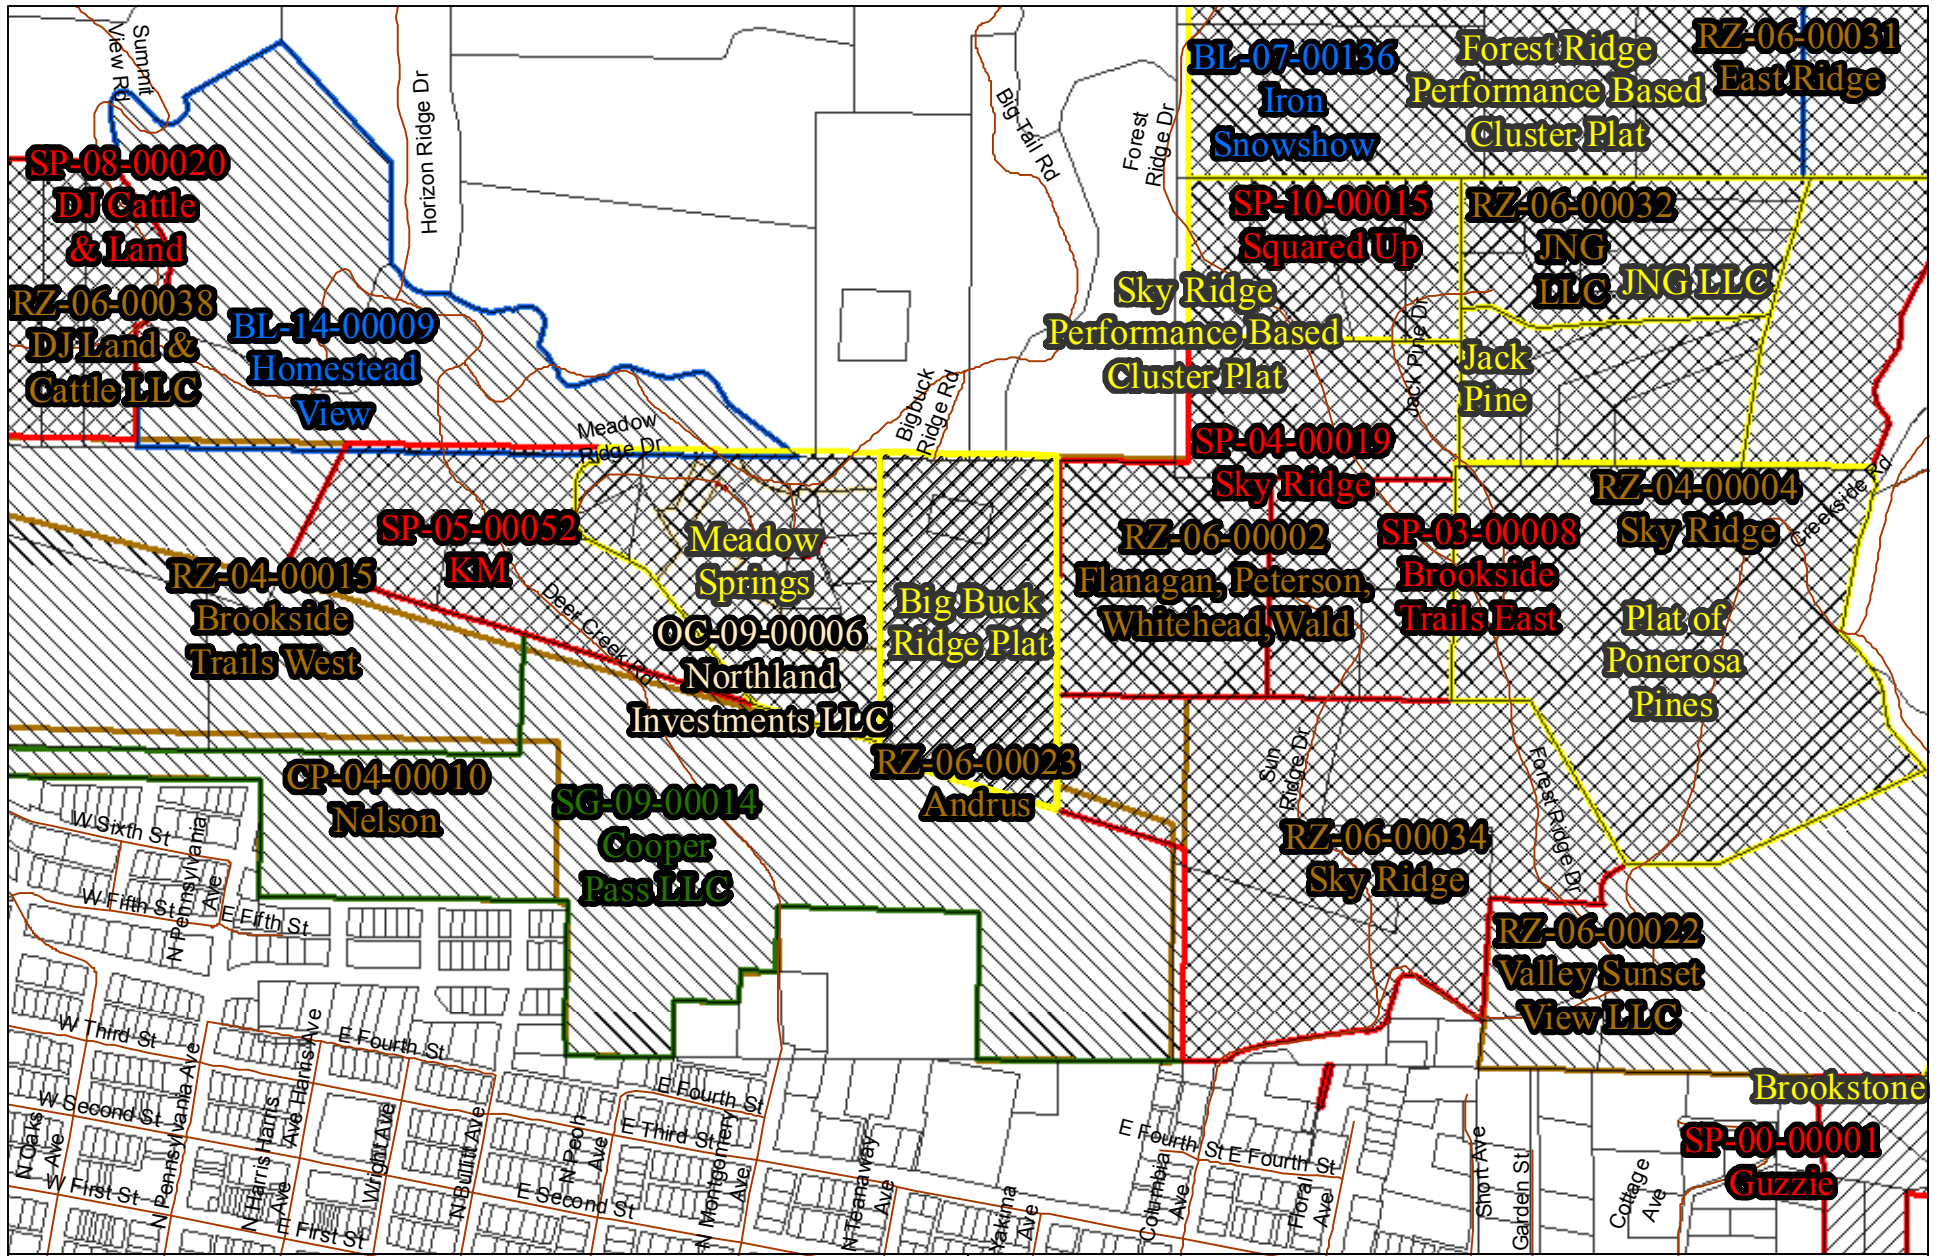 Summit
View Rd
Horizon Ridge Dr
Big Tail Rd
Forest
Ridge Dr
BL-07-00136
Iron
Snowshow
Forest Ridge
Performance Based
Cluster Plat
RZ-06-00031
East Ridge
SP-08-00020
DJ Cattle
& Land
RZ-06-00038
DJ Land &
Cattle LLC
BL-14-00009
Homestead
View
SP-10-00015
Squared Up
RZ-06-00032
JNG
LLC
JNG LLC
Sky Ridge
Performance Based
Cluster Plat
Jack Pine Dr
Jack
Pine
Bigbuck
Ridge Rd
Meadow
Ridge Dr
SP-04-00019
Sky Ridge
RZ-04-00004
Sky Ridge
Creekside Rd
SP-05-00052
KM
Meadow
Springs
RZ-06-00002
Flanagan, Peterson,
Whitehead, Wald
SP-03-00008
Brookside
Trails East
RZ-04-00015
Brookside
Trails West
Deer Creek Rd
OC-09-00006
Northland
Investments LLC
Big Buck
Ridge Plat
Plat of
Ponerosa
Pines
RZ-06-00023
Andrus
CP-04-00010
Nelson
SG-09-00014
Cooper
Pass LLC
Sun
Ridge Dr
Forest Ridge Dr
RZ-06-00034
Sky Ridge
RZ-06-00022
Valley Sunset
View LLC
W Sixth St
N Pennsylvania
Ave
W Fifth St
E Fifth St
W Third St
E Fourth St
N Pennsylvania Ave
Ave Harris Ave
W Second St
E Fourth St
E Third St
E Fourth St
E Fourth St
Brookstone
SP-00-00001
Guzzie
N Oaks
Ave
N Harris Harris
Ave
Wright Ave
N Bullitt Ave
N Peoh
Ave
N Montgomery
Ave
N Teanaway
Ave
Yakima
Ave
Columbia
Ave
Floral
Ave
Short Ave
Garden St
Cottage
Ave
W First St
E First St
E Second St